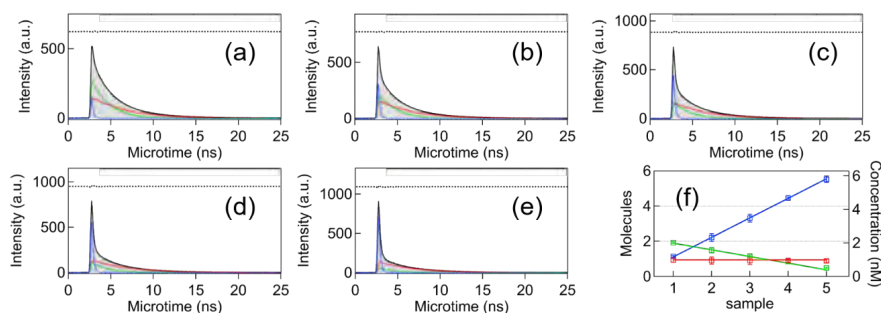 Intensity (a.u.)
500
0
(a)
0 5 10 15 20 25
Microtime (ns)
Intensity (a.u.)
500
0
(b)
0 5 10 15 20 25
Microtime (ns)
Intensity (a.u.)
1000
500
0
(c)
0 5 10 15 20 25
Microtime (ns)
Intensity (a.u.)
1000
500
0
(d)
0 5 10 15 20 25
Microtime (ns)
Intensity (a.u.)
1000
500
0
(e)
0 5 10 15 20 25
Microtime (ns)
Molecules
6
4
2
0
(f)
6
4
2
0
Concentration (nM)
1 2 3 4 5
sample